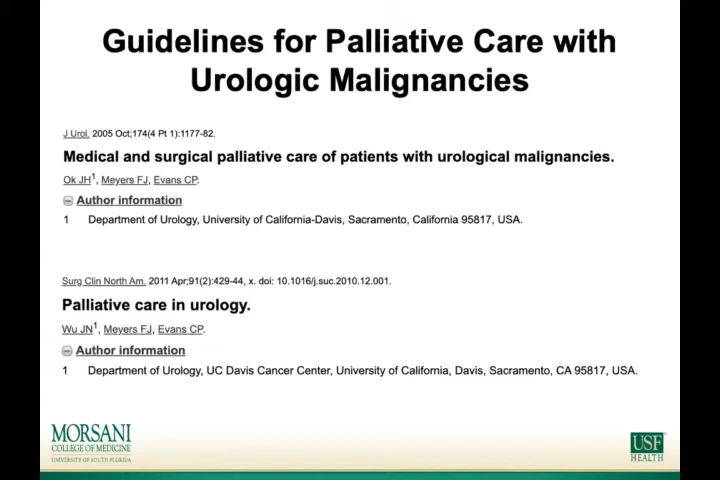 Guidelines for Palliative Care with
Urologic Malignancies
J Urol. 2005 Oct;174(4 Pt 1):1177-82.
Medical and surgical palliative care of patients with urological malignancies.
Ok JH1, Meyers FJ, Evans CP.
Author information
1 Department of Urology, University of California-Davis, Sacramento, California 95817, USA.
Surg Clin North Am. 2011 Apr;91(2):429-44, x. doi: 10.1016/j.suc.2010.12.001.
Palliative care in urology.
Wu JN1, Meyers FJ, Evans CP.
Author information
1 Department of Urology, UC Davis Cancer Center, University of California, Davis, Sacramento, CA 95817, USA.
MORSANI
COLLEGE OF MEDICINE
UNIVERSITY OF SOUTH FLORIDA
USF
HEALTH